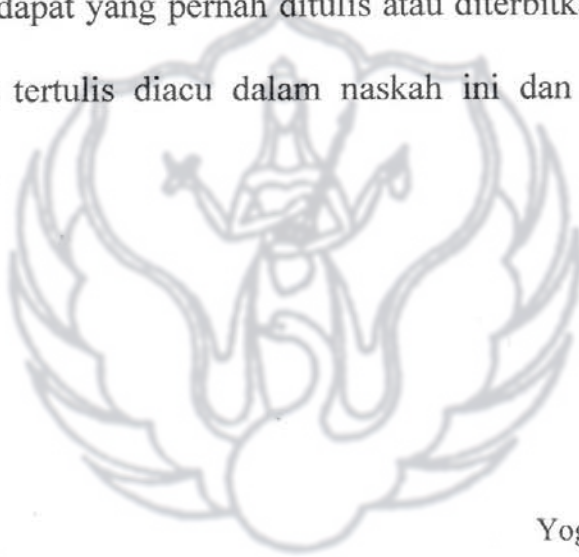 dapat yang pernah ditulis atau diterbitk
tertulis diacu dalam naskah ini dan
Yog